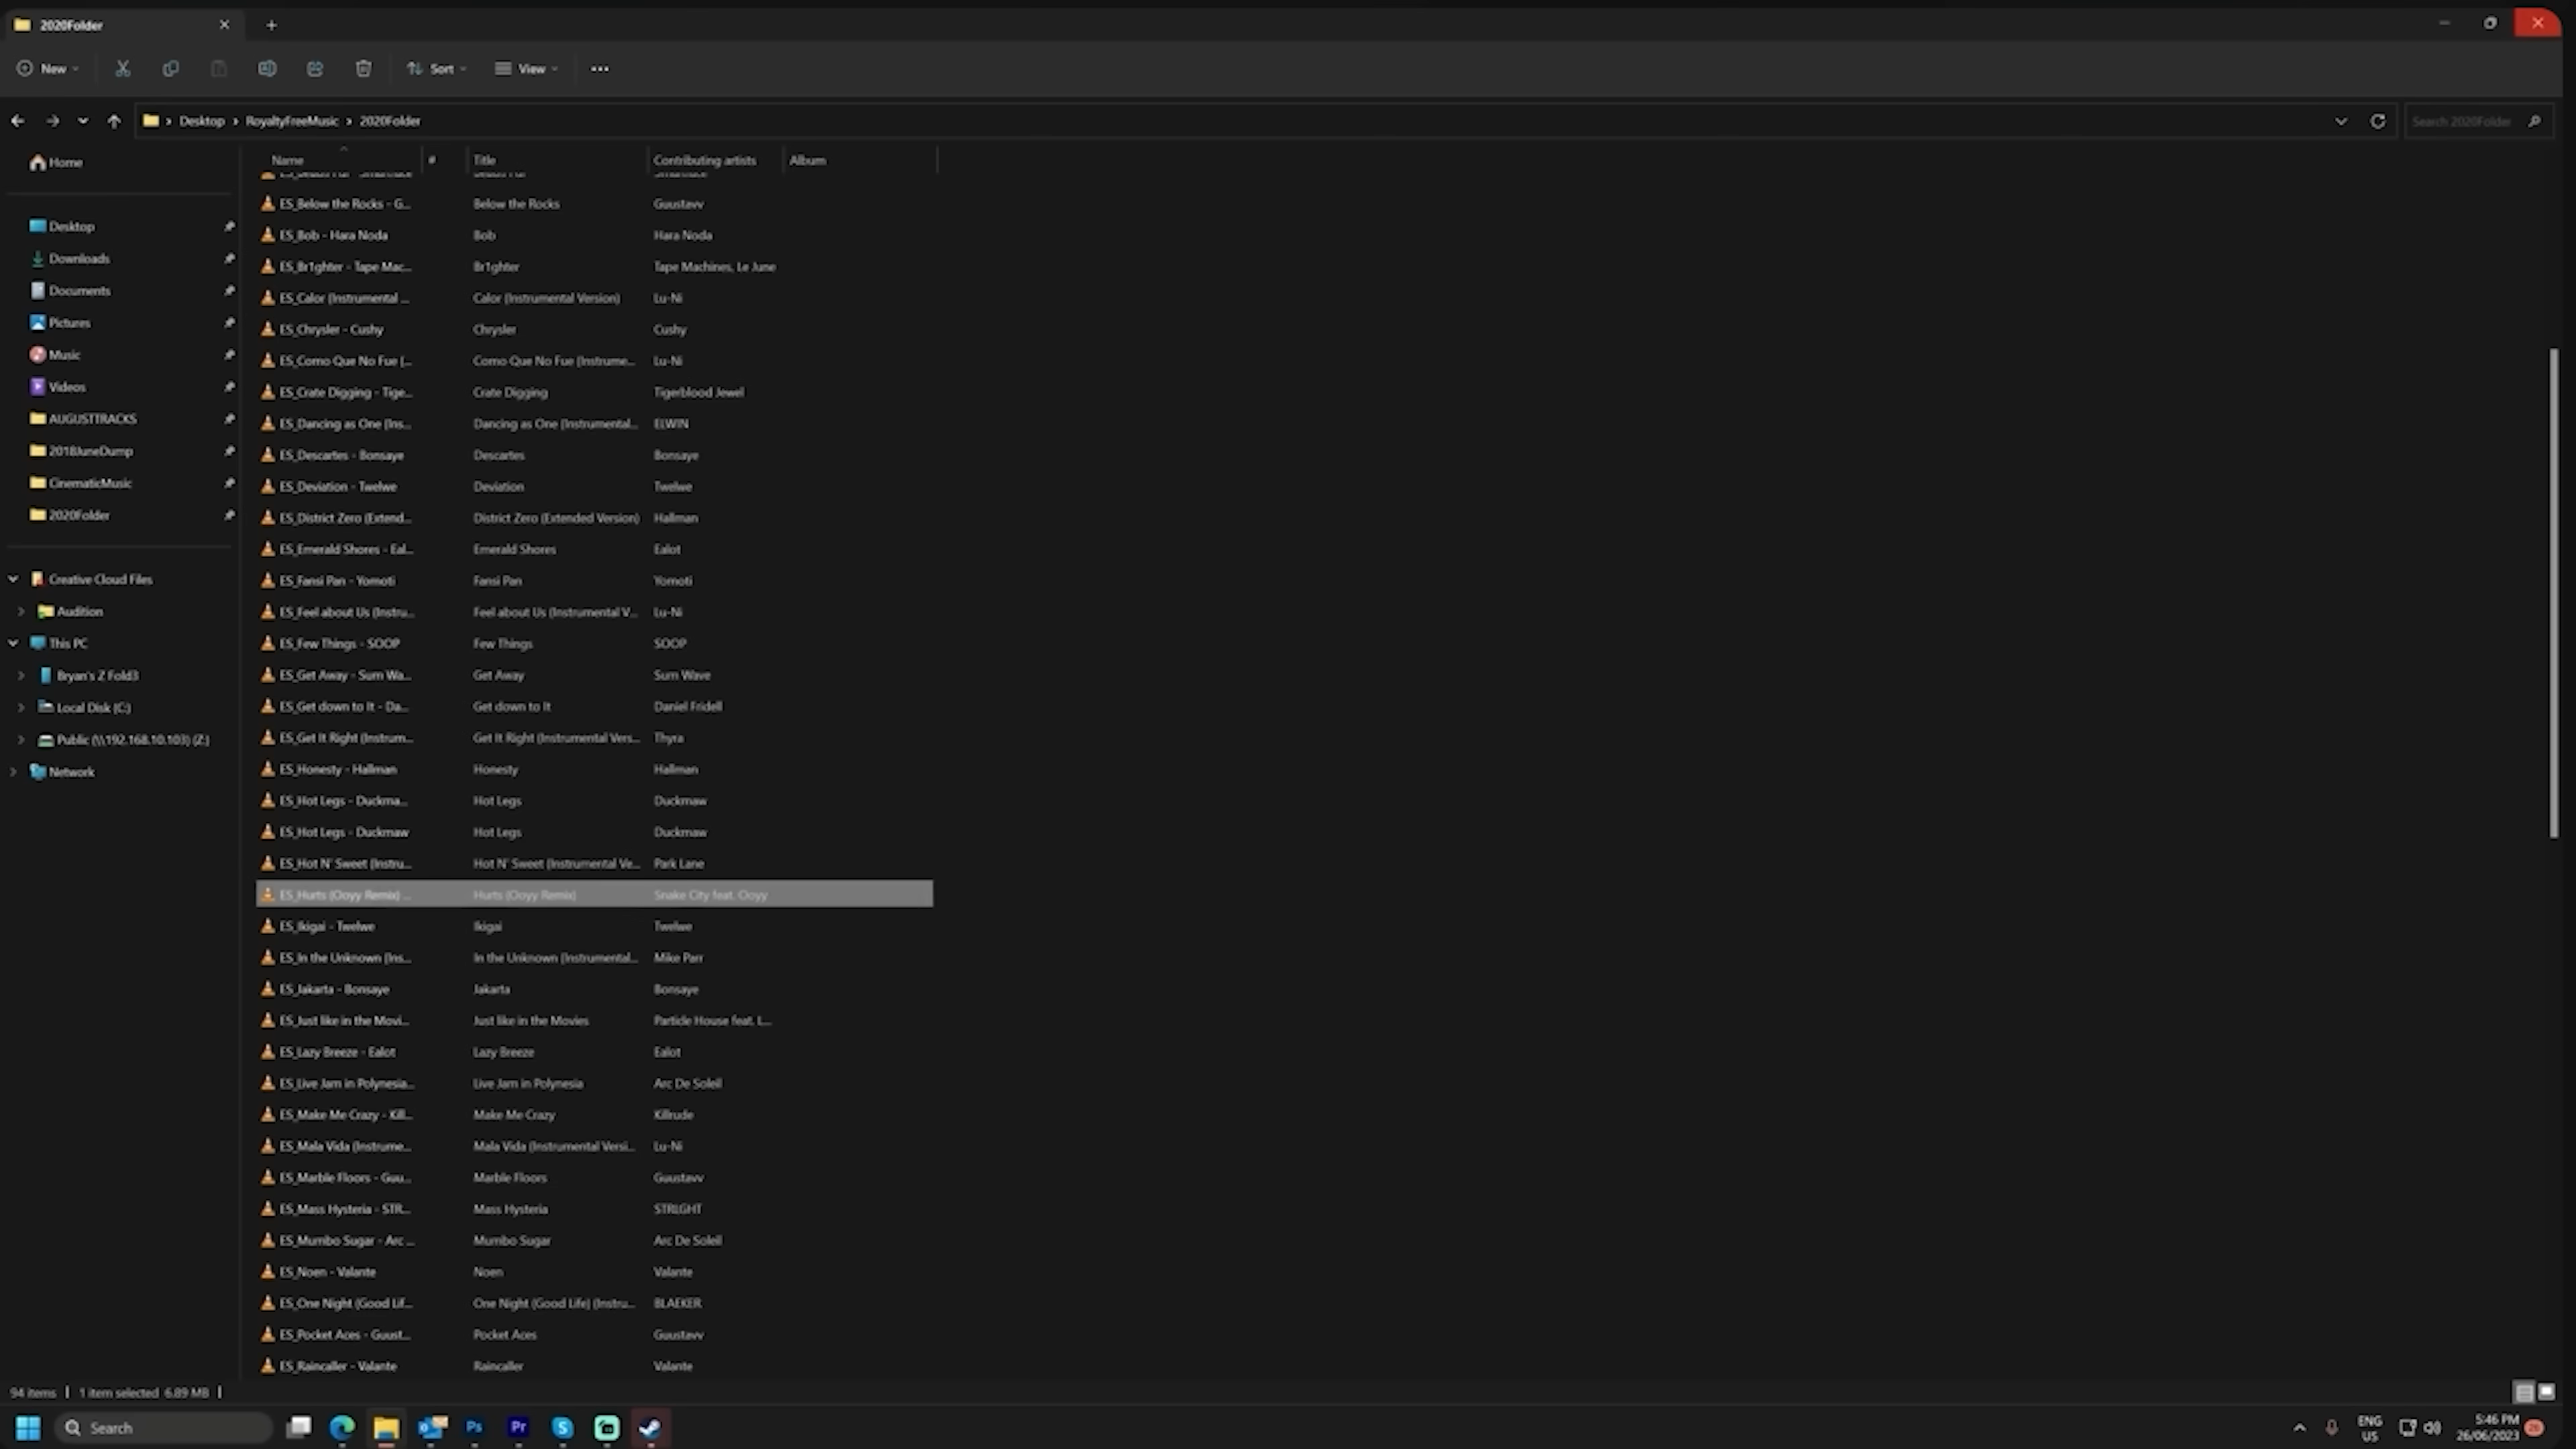 2020Folder
New
Sort
View
Desktop > RoyaltyFreeMusic > 2020Folder
Search 2020Folder
Name # Title Contributing artists Album
Home
Desktop
Downloads
Documents
Pictures
Music
Videos
AUGUSTTRACKS
2018JuneDump
CinematicMusic
2020Folder
Creative Cloud Files
Audition
This PC
Bryan's Z Fold3
Local Disk (C:)
Public (\\192.168.10.103) (Z:)
Network
ES_Below the Rocks - G... Below the Rocks Guustavv
ES_Bob - Hara Noda Bob Hara Noda
ES_Br1ghter - Tape Mac... Br1ghter Tape Machines, Le June
ES_Calor (Instrumental ... Calor (Instrumental Version) Lu-Ni
ES_Chrysler - Cushy Chrysler Cushy
ES_Como Que No Fue (... Como Que No Fue (Instrume... Lu-Ni
ES_Crate Digging - Tige... Crate Digging Tigerblood Jewel
ES_Dancing as One (Ins... Dancing as One (Instrumental... ELWIN
ES_Descartes - Bonsaye Descartes Bonsaye
ES_Deviation - Twelwe Deviation Twelwe
ES_District Zero (Extend... District Zero (Extended Version) Hallman
ES_Emerald Shores - Eal... Emerald Shores Ealot
ES_Fansi Pan - Yomoti Fansi Pan Yomoti
ES_Feel about Us (Instru... Feel about Us (Instrumental V... Lu-Ni
ES_Few Things - SOOP Few Things SOOP
ES_Get Away - Sum Wa... Get Away Sum Wave
ES_Get down to It - Da... Get down to It Daniel Fridell
ES_Get It Right (Instrum... Get It Right (Instrumental Vers... Thyra
ES_Honesty - Hallman Honesty Hallman
ES_Hot Legs - Duckma... Hot Legs Duckmaw
ES_Hot Legs - Duckmaw Hot Legs Duckmaw
ES_Hot N' Sweet (Instru... Hot N' Sweet (Instrumental Ve... Park Lane
ES_Hurts (Ooyy Remix) ... Hurts (Ooyy Remix) Snake City feat. Ooyy
ES_Ikigai - Twelwe Ikigai Twelwe
ES_In the Unknown (Ins... In the Unknown (Instrumental... Mike Parr
ES_Jakarta - Bonsaye Jakarta Bonsaye
ES_Just like in the Movi... Just like in the Movies Particle House feat. L...
ES_Lazy Breeze - Ealot Lazy Breeze Ealot
ES_Live Jam in Polynesia... Live Jam in Polynesia Arc De Soleil
ES_Make Me Crazy - Kill... Make Me Crazy Killrude
ES_Mala Vida (Instrume... Mala Vida (Instrumental Versi... Lu-Ni
ES_Marble Floors - Guu... Marble Floors Guustavv
ES_Mass Hysteria - STR... Mass Hysteria STRLGHT
ES_Mumbo Sugar - Arc ... Mumbo Sugar Arc De Soleil
ES_Noen - Valante Noen Valante
ES_One Night (Good Lif... One Night (Good Life) (Instru... BLAEKER
ES_Pocket Aces - Guust... Pocket Aces Guustavv
ES_Raincaller - Valante Raincaller Valante
94 items | 1 item selected 6.89 MB |
Search
Ps
Pr
ENG
US
5:46 PM
26/06/2023